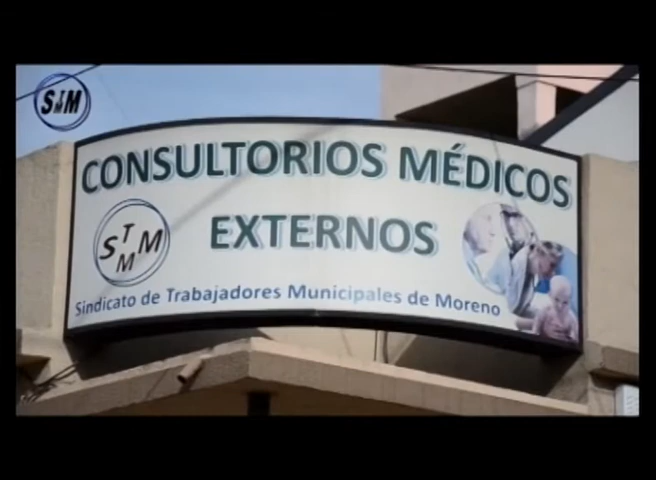 STMM
CONSULTORIOS MÉDICOS
EXTERNOS
STMM
Sindicato de Trabajadores Municipales de Moreno